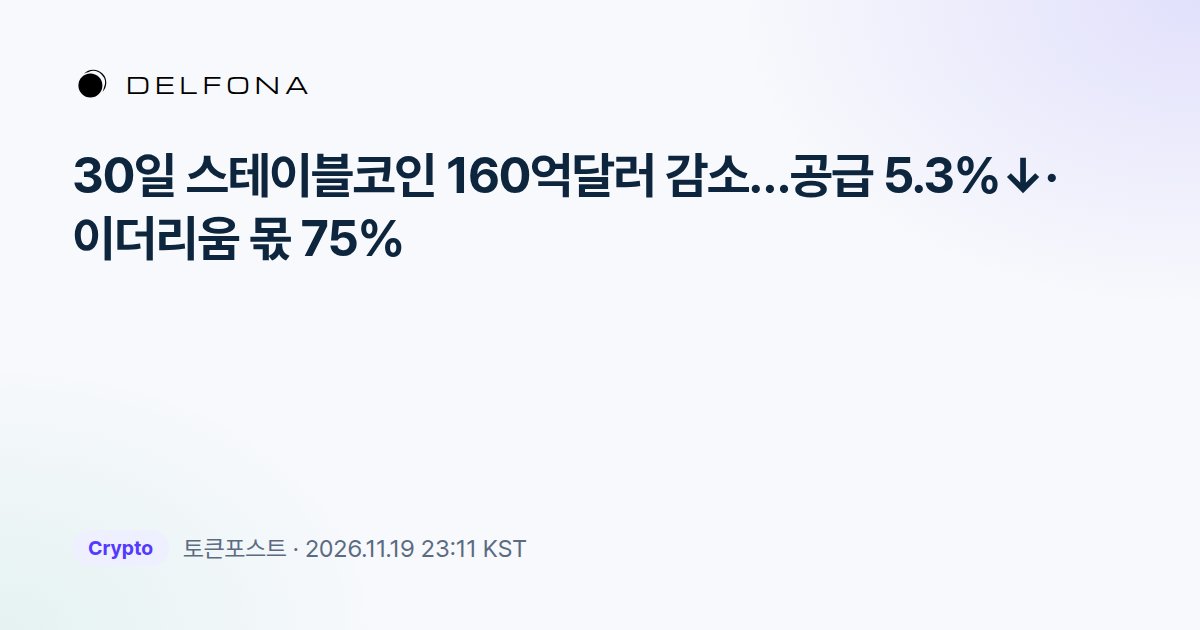 DELFONA
30일 스테이블코인 160억달러 감소…공급 5.3%↓·
이더리움 몫 75%
Crypto 토큰포스트 · 2026.11.19 23:11 KST